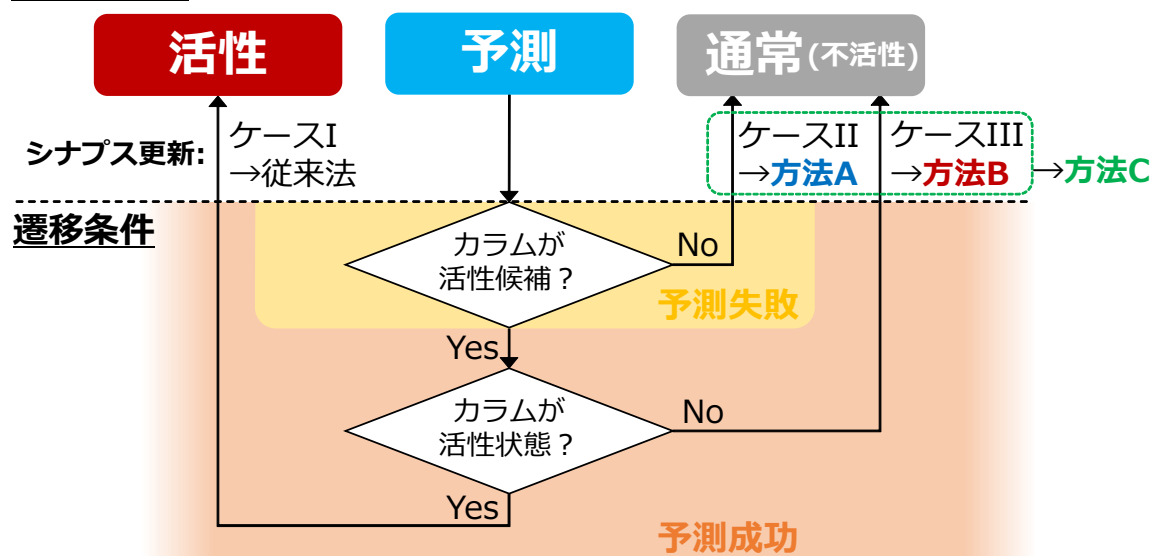 活性
予測
通常(不活性)
シナプス更新:
ケースI
→従来法
ケースII
→方法A
ケースIII
→方法B
→方法C
遷移条件
カラムが
活性候補？
No
予測失敗
Yes
カラムが
活性状態？
No
Yes
予測成功